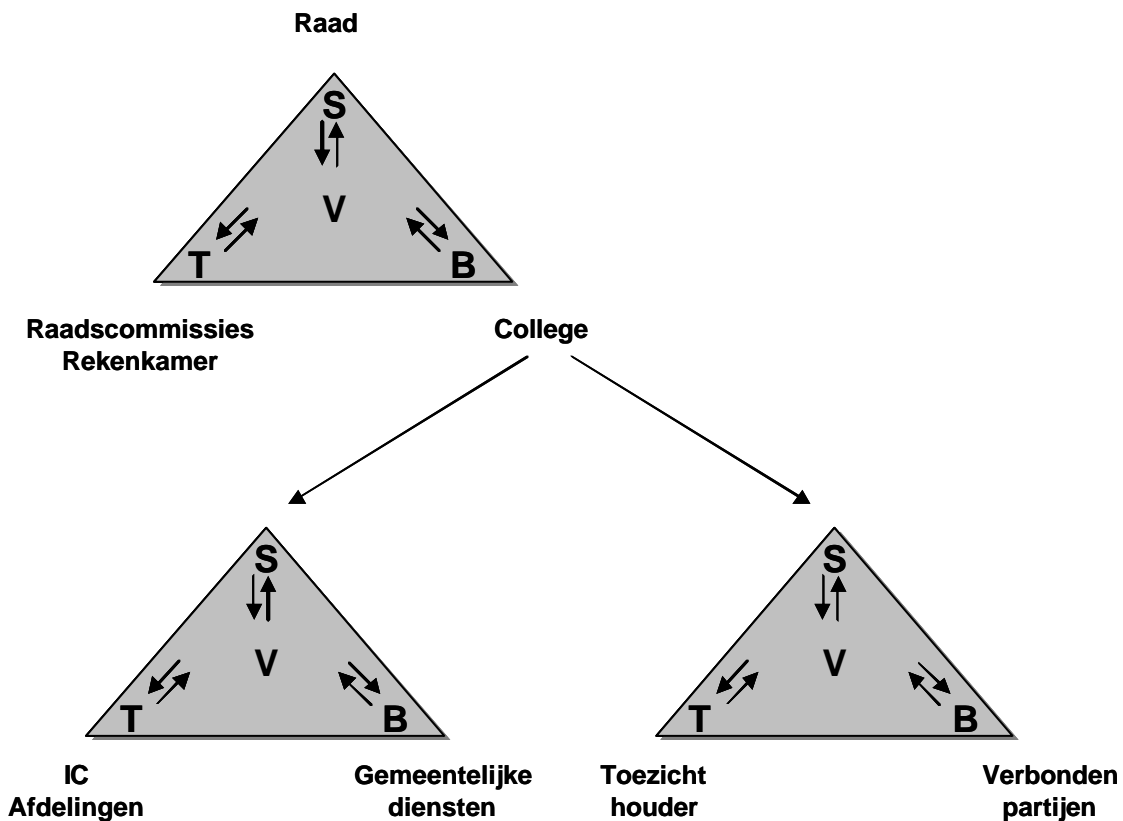 Raad
S
V
T B
Raadscommissies College
Rekenkamer
S S
V V
T B T B
IC Gemeentelijke Toezicht Verbonden
Afdelingen diensten houder partijen